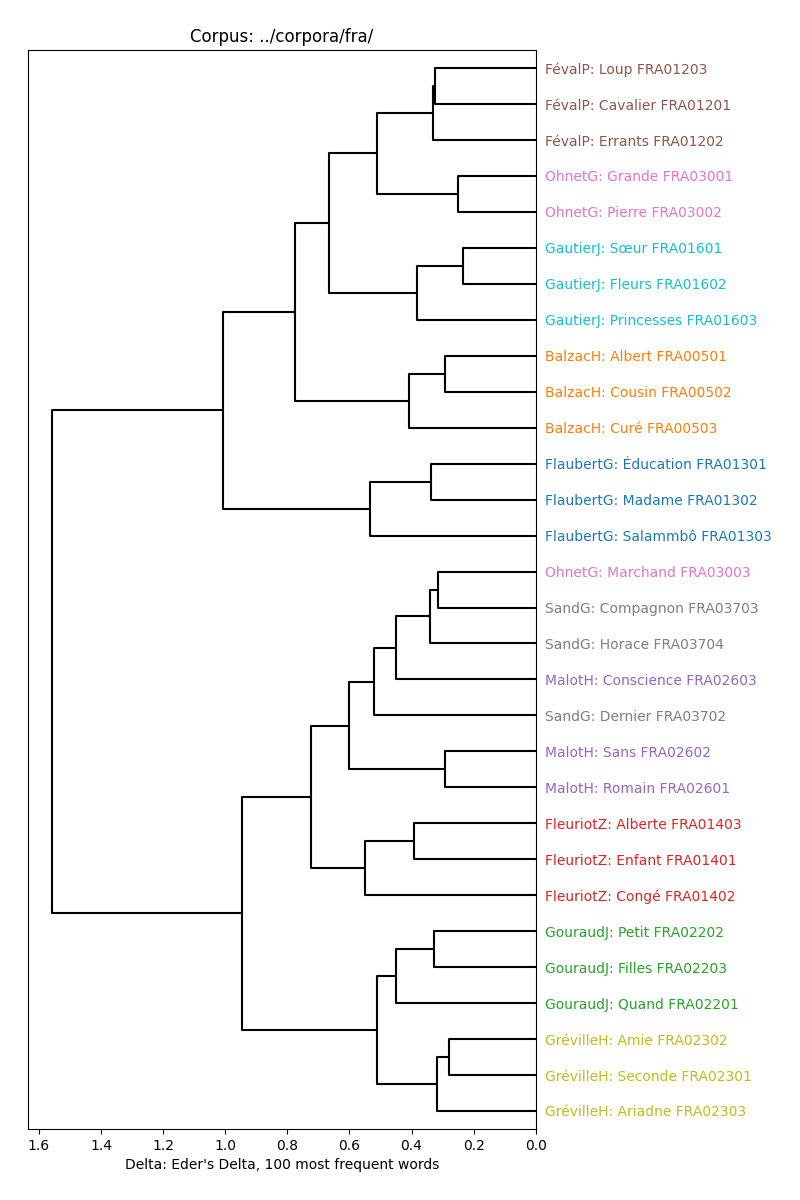 Corpus: ../corpora/fra/
FévalP: Loup FRA01203
FévalP: Cavalier FRA01201
FévalP: Errants FRA01202
OhnetG: Grande FRA03001
OhnetG: Pierre FRA03002
GautierJ: Sœur FRA01601
GautierJ: Fleurs FRA01602
GautierJ: Princesses FRA01603
BalzacH: Albert FRA00501
BalzacH: Cousin FRA00502
BalzacH: Curé FRA00503
FlaubertG: Éducation FRA01301
FlaubertG: Madame FRA01302
FlaubertG: Salammbô FRA01303
OhnetG: Marchand FRA03003
SandG: Compagnon FRA03703
SandG: Horace FRA03704
MalotH: Conscience FRA02603
SandG: Dernier FRA03702
MalotH: Sans FRA02602
MalotH: Romain FRA02601
FleuriotZ: Alberte FRA01403
FleuriotZ: Enfant FRA01401
FleuriotZ: Congé FRA01402
GouraudJ: Petit FRA02202
GouraudJ: Filles FRA02203
GouraudJ: Quand FRA02201
GrévilleH: Amie FRA02302
GrévilleH: Seconde FRA02301
GrévilleH: Ariadne FRA02303
1.6 1.4 1.2 1.0 0.8 0.6 0.4 0.2 0.0
Delta: Eder's Delta, 100 most frequent words